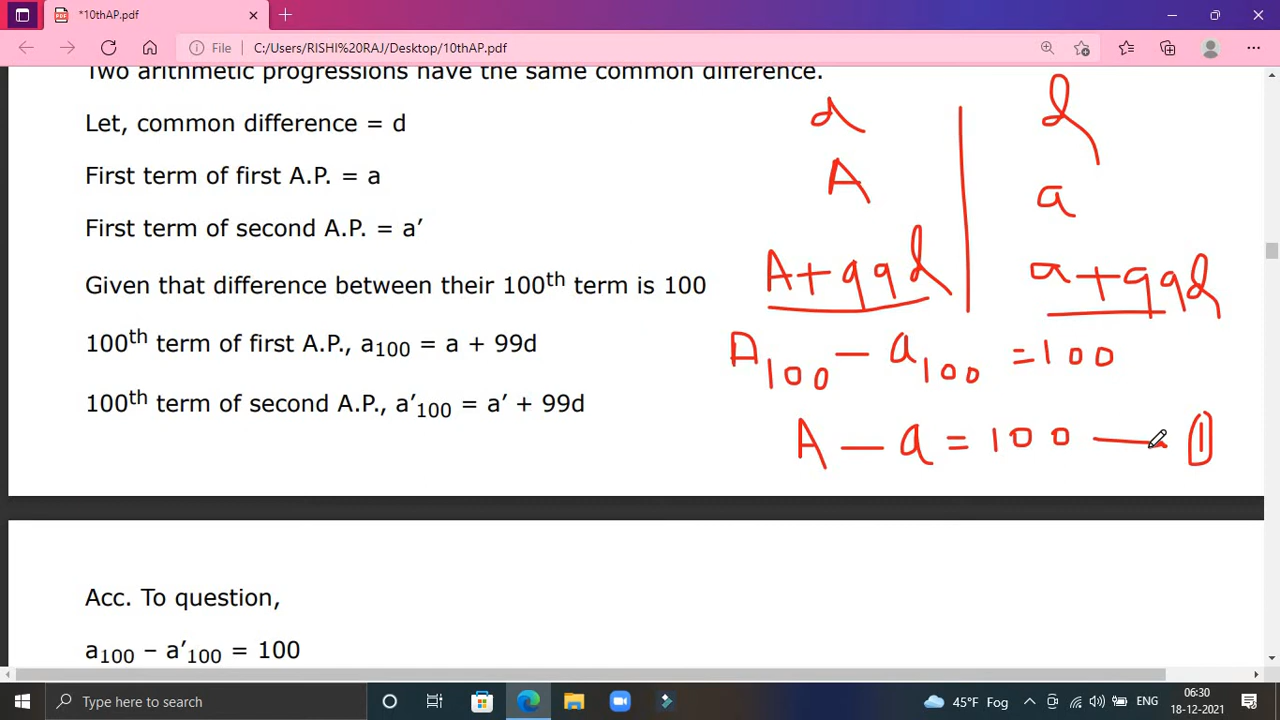 *10thAP.pdf
File C:/Users/RISHI%20RAJ/Desktop/10thAP.pdf
Two arithmetic progressions have the same common difference.
Let, common difference = d
First term of first A.P. = a
First term of second A.P. = a’
Given that difference between their 100th term is 100
100th term of first A.P., a100 = a + 99d
100th term of second A.P., a’100 = a’ + 99d
d d
A a
A+99d a+99d
A100 – a100 =100
A – a = 100 — 1
Acc. To question,
a100 – a’100 = 100
Type here to search
45°F Fog
ENG
06:30
18-12-2021